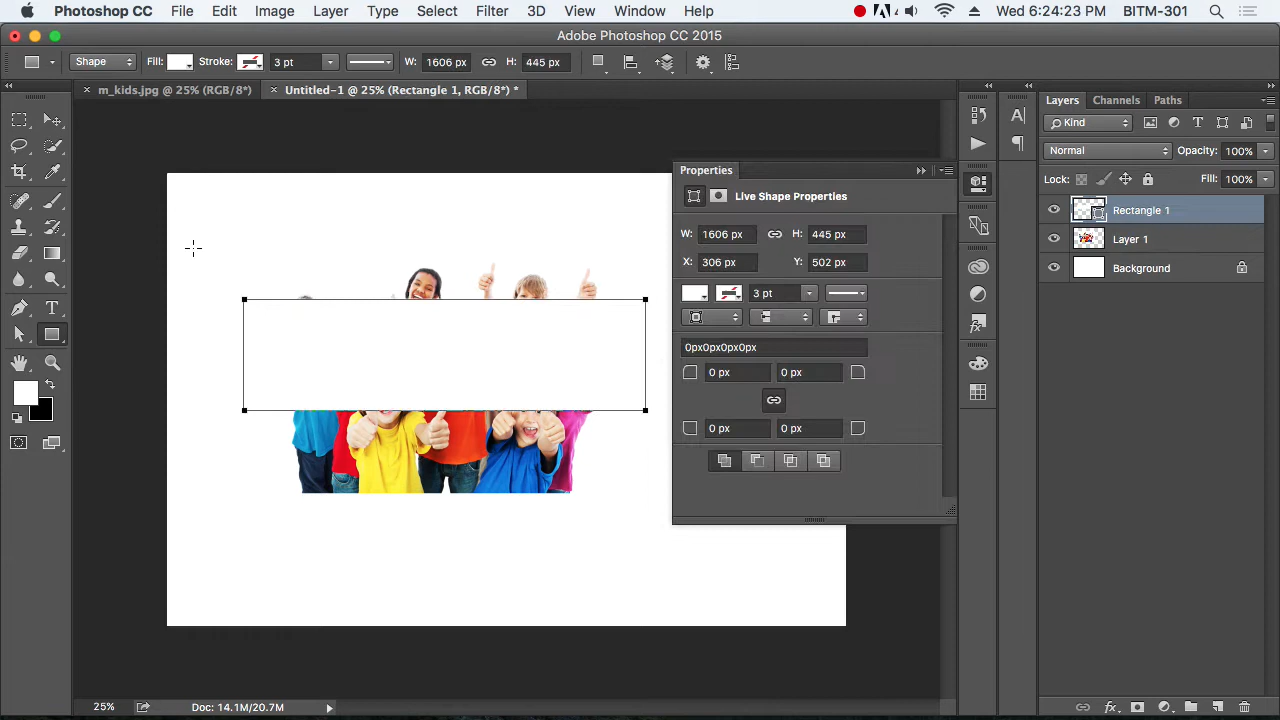 Photoshop CC File Edit Image Layer Type Select Filter 3D View Window Help Wed 6:24:23 PM BITM-301
Adobe Photoshop CC 2015
Shape Fill: Stroke: 3 pt W: 1606 px H: 445 px
m_kids.jpg @ 25% (RGB/8*) Untitled-1 @ 25% (Rectangle 1, RGB/8*) *
Layers Channels Paths
Kind
Normal Opacity: 100%
Lock: Fill: 100%
Rectangle 1
Layer 1
Background
Properties
Live Shape Properties
W: 1606 px H: 445 px
X: 306 px Y: 502 px
3 pt
0px0px0px0px
0 px 0 px
0 px 0 px
25% Doc: 14.1M/20.7M